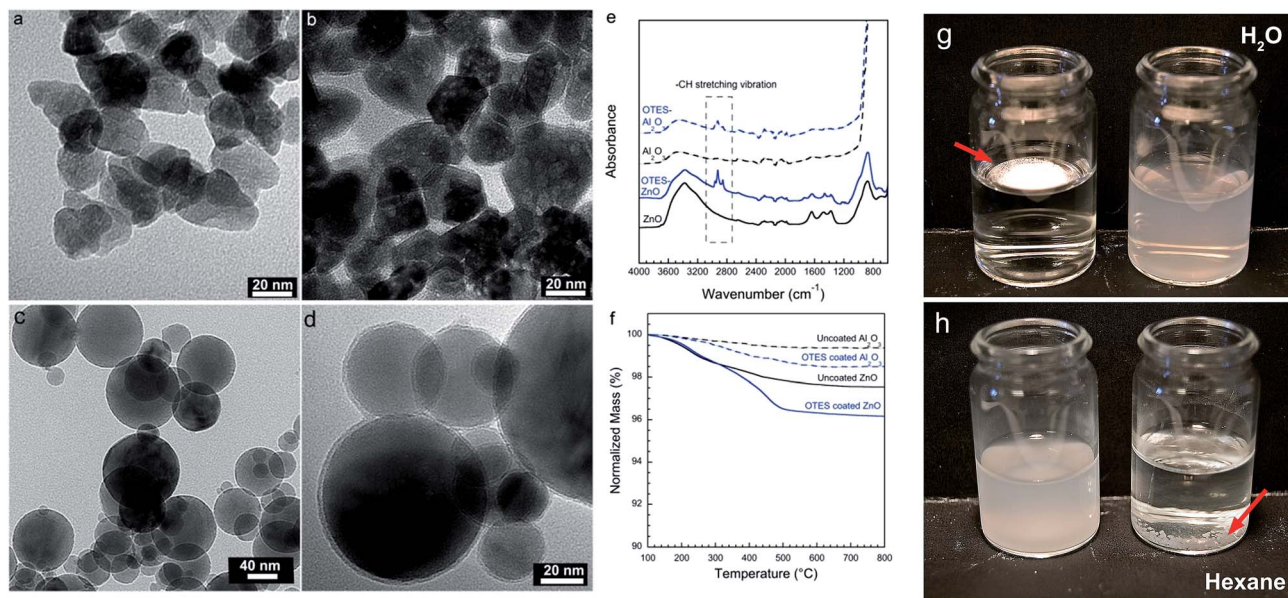 a
20 nm
b
20 nm
c
40 nm
d
20 nm
e
-CH stretching vibration
OTES-
Al₂O₃
Al₂O₃
OTES-
ZnO
ZnO
Absorbance
4000 3600 3200 2800 2400 2000 1600 1200 800
Wavenumber (cm⁻¹)
f
Uncoated Al₂O₃
OTES coated Al₂O₃
Uncoated ZnO
OTES coated ZnO
100
98
96
94
92
91
90
Normalized Mass (%)
100 200 300 400 500 600 700 800
Temperature (°C)
g
H₂O
h
Hexane